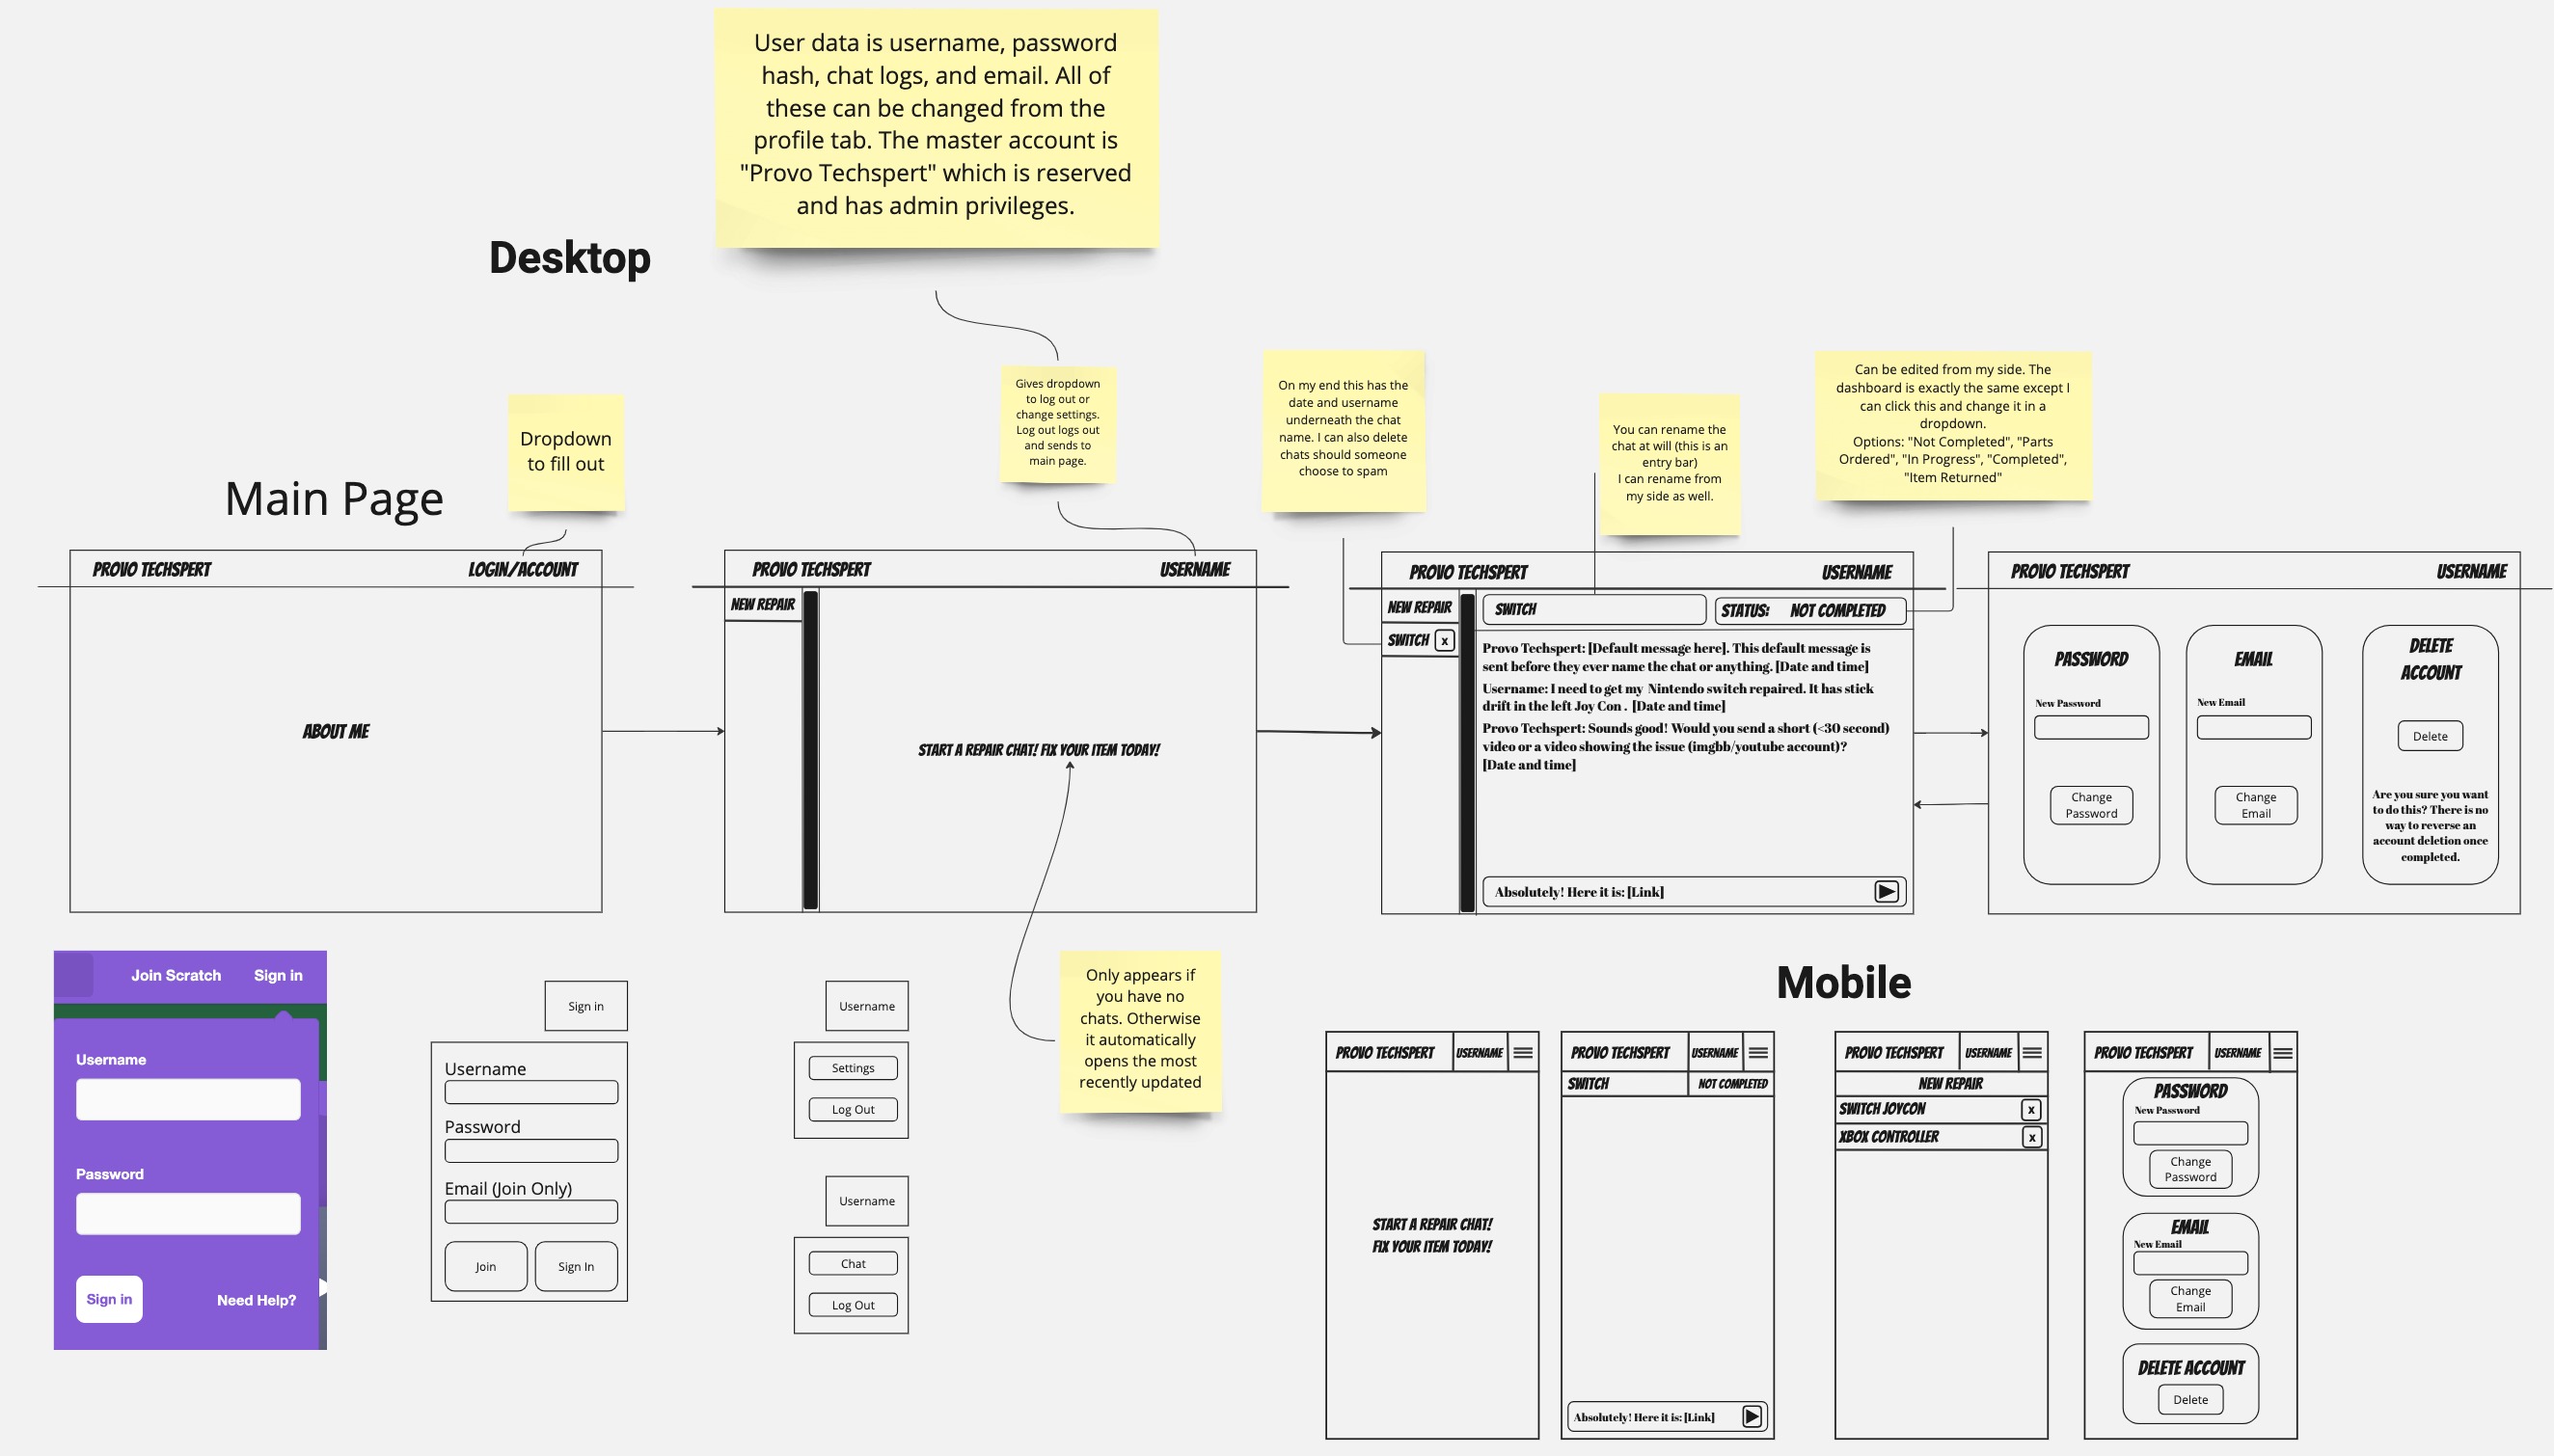 User data is username, password
hash, chat logs, and email. All of
these can be changed from the
profile tab. The master account is
"Provo Techspert" which is reserved
and has admin privileges.
Desktop
Main Page
Dropdown
to fill out
Gives dropdown
to log out or
change settings.
Log out logs out
and sends to
main page.
On my end this has the
date and username
underneath the chat
name. I can also delete
chats should someone
choose to spam
You can rename the
chat at will (this is an
entry bar)
I can rename from
my side as well.
Can be edited from my side. The
dashboard is exactly the same except I
can click this and change it in a
dropdown.
Options: "Not Completed", "Parts
Ordered", "In Progress", "Completed",
"Item Returned"
PROVO TECHSPERT
LOGIN/ACCOUNT
ABOUT ME
PROVO TECHSPERT
USERNAME
NEW REPAIR
START A REPAIR CHAT! FIX YOUR ITEM TODAY!
PROVO TECHSPERT
USERNAME
NEW REPAIR
SWITCH
x
SWITCH
STATUS: NOT COMPLETED
Provo Techspert: [Default message here]. This default message is
sent before they ever name the chat or anything. [Date and time]
Username: I need to get my Nintendo switch repaired. It has stick
drift in the left Joy Con . [Date and time]
Provo Techspert: Sounds good! Would you send a short (<30 second)
video or a video showing the issue (imgbb/youtube account)?
[Date and time]
Absolutely! Here it is: [Link]
PROVO TECHSPERT
USERNAME
PASSWORD
New Password
Change
Password
EMAIL
New Email
Change
Email
DELETE
ACCOUNT
Delete
Are you sure you want
to do this? There is no
way to reverse an
account deletion once
completed.
Join Scratch
Sign in
Username
Password
Sign in
Need Help?
Sign in
Username
Password
Email (Join Only)
Join
Sign In
Username
Settings
Log Out
Username
Chat
Log Out
Only appears if
you have no
chats. Otherwise
it automatically
opens the most
recently updated
Mobile
PROVO TECHSPERT
USERNAME
START A REPAIR CHAT!
FIX YOUR ITEM TODAY!
PROVO TECHSPERT
USERNAME
SWITCH
NOT COMPLETED
Absolutely! Here it is: [Link]
PROVO TECHSPERT
USERNAME
NEW REPAIR
SWITCH JOYCON
x
XBOX CONTROLLER
x
PROVO TECHSPERT
USERNAME
PASSWORD
New Password
Change
Password
EMAIL
New Email
Change
Email
DELETE ACCOUNT
Delete